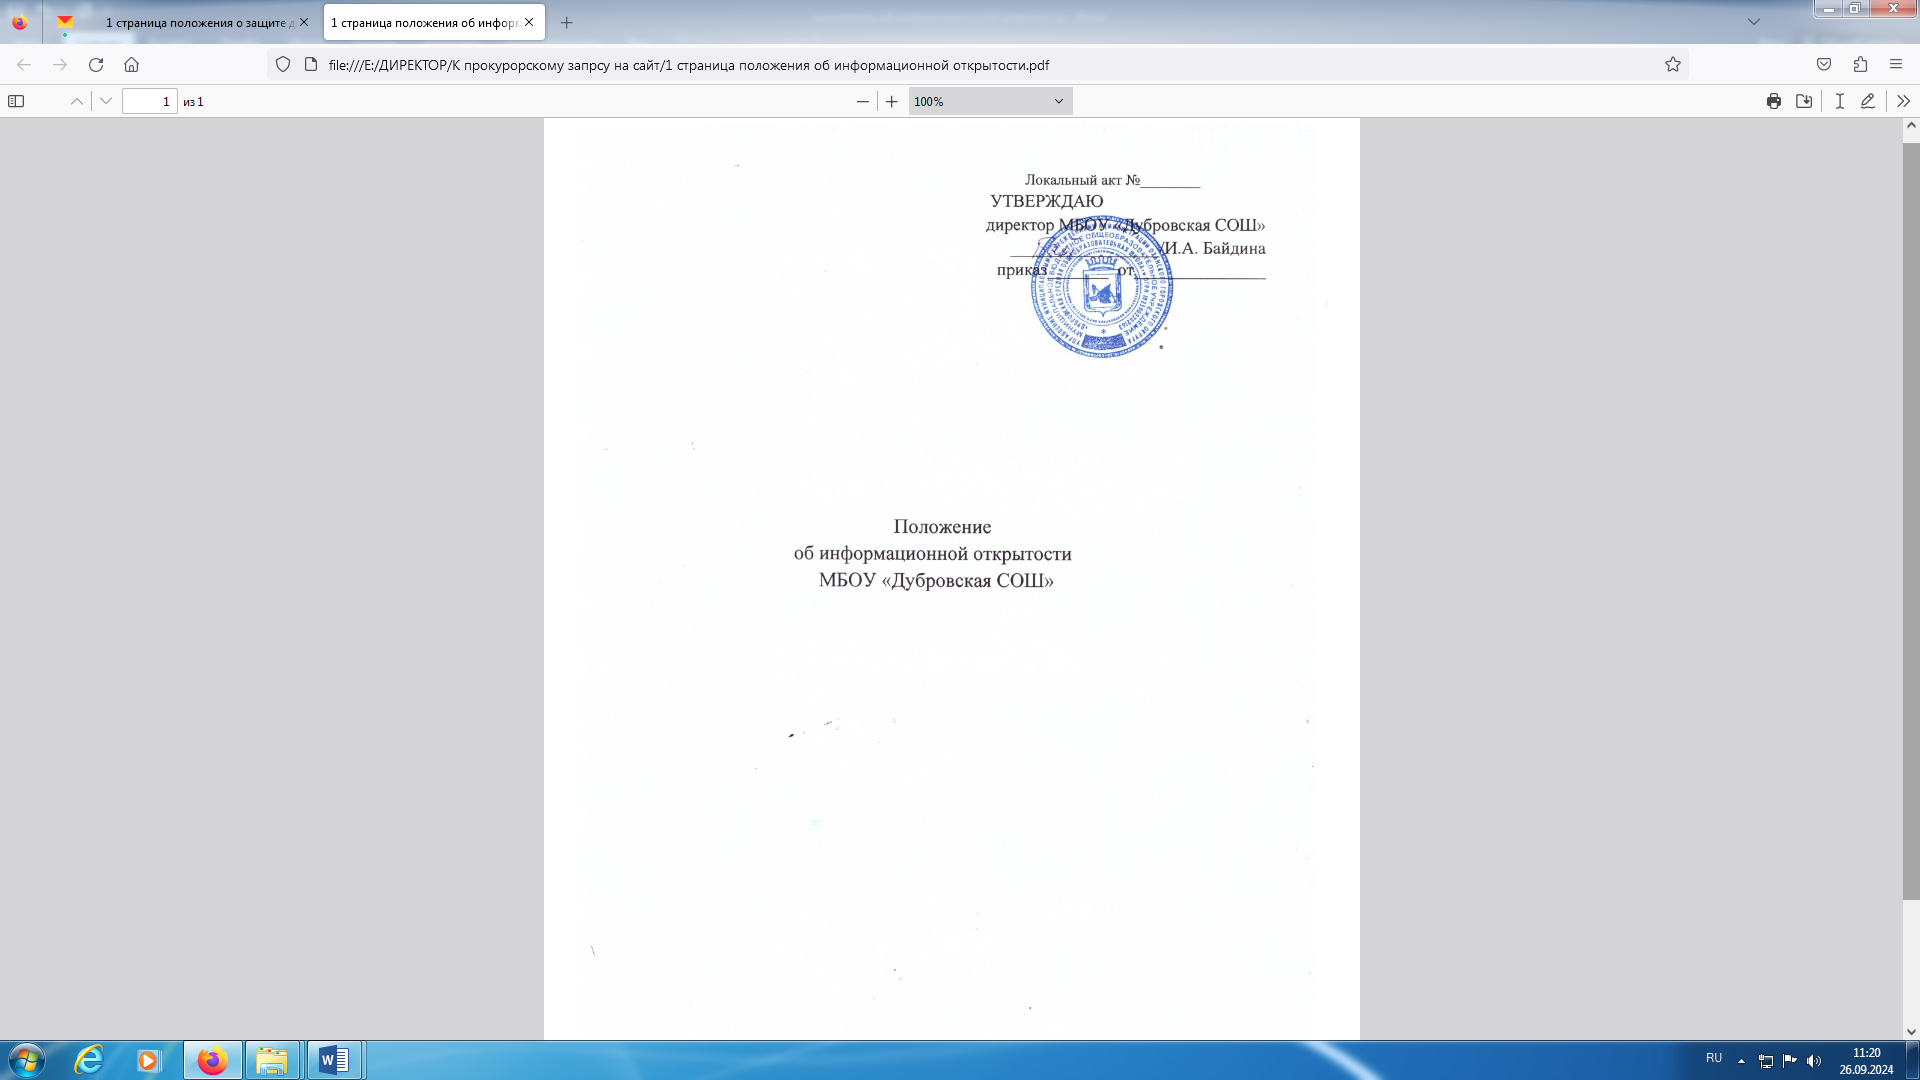 1 страница положения о защите д
1 страница положения об информ
file:///E:/ДИРЕКТОР/К прокурорскому запрсу на сайт/1 страница положения об информационной открытости.pdf
1 из 1
100%
Локальный акт №________
УТВЕРЖДАЮ
директор МБОУ «Дубровская СОШ»
/И.А. Байдина
приказ от
Положение
об информационной открытости
МБОУ «Дубровская СОШ»
RU
11:20
26.09.2024